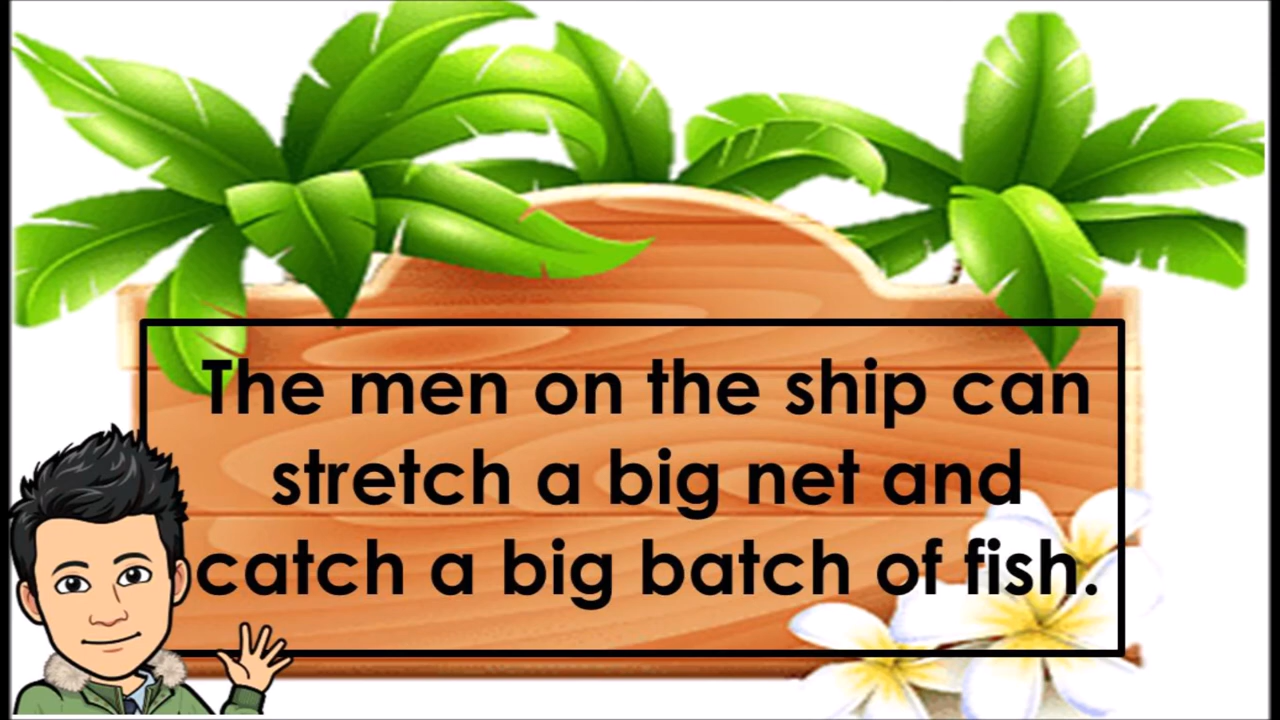 The men on the ship can
stretch a big net and
catch a big batch of fish.